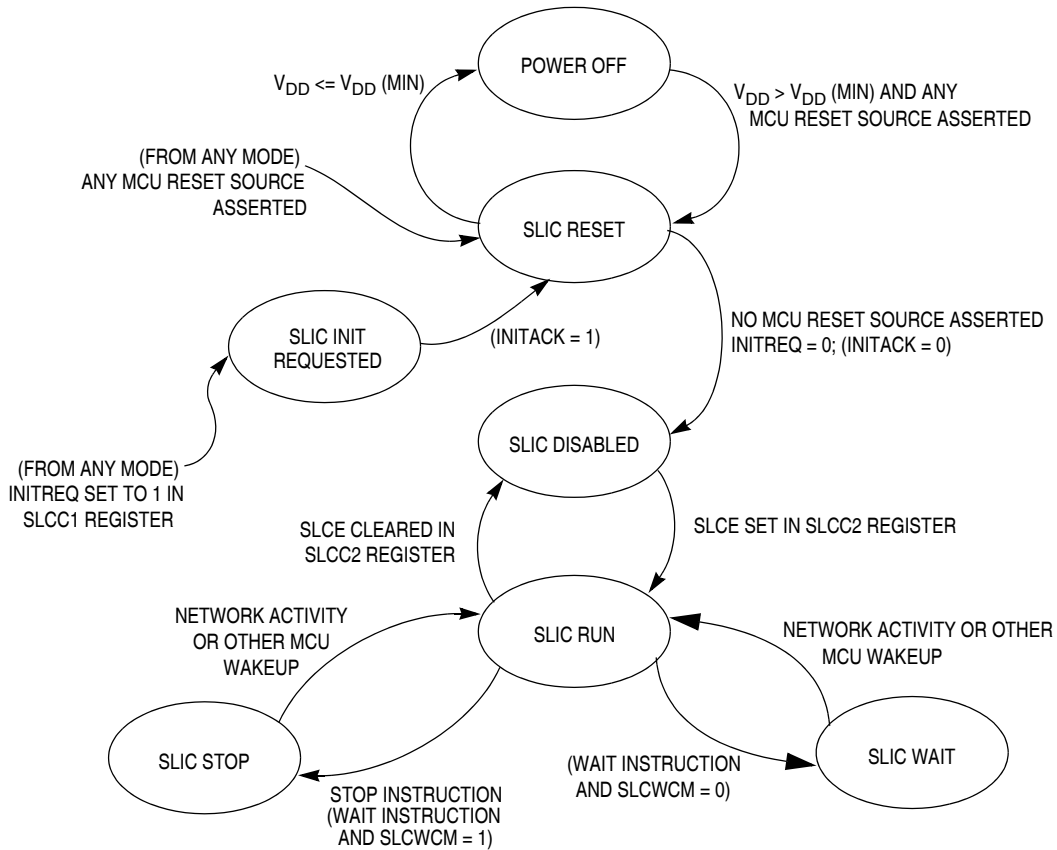 POWER OFF
V_DD <= V_DD (MIN)
V_DD > V_DD (MIN) AND ANY
MCU RESET SOURCE ASSERTED
(FROM ANY MODE)
ANY MCU RESET SOURCE
ASSERTED
SLIC RESET
SLIC INIT
REQUESTED
(INITACK = 1)
NO MCU RESET SOURCE ASSERTED
INITREQ = 0; (INITACK = 0)
SLIC DISABLED
(FROM ANY MODE)
INITREQ SET TO 1 IN
SLCC1 REGISTER
SLCE CLEARED IN
SLCC2 REGISTER
SLCE SET IN SLCC2 REGISTER
NETWORK ACTIVITY
OR OTHER MCU
WAKEUP
SLIC RUN
NETWORK ACTIVITY OR OTHER
MCU WAKEUP
SLIC STOP
SLIC WAIT
(WAIT INSTRUCTION
AND SLCWCM = 0)
STOP INSTRUCTION
(WAIT INSTRUCTION
AND SLCWCM = 1)